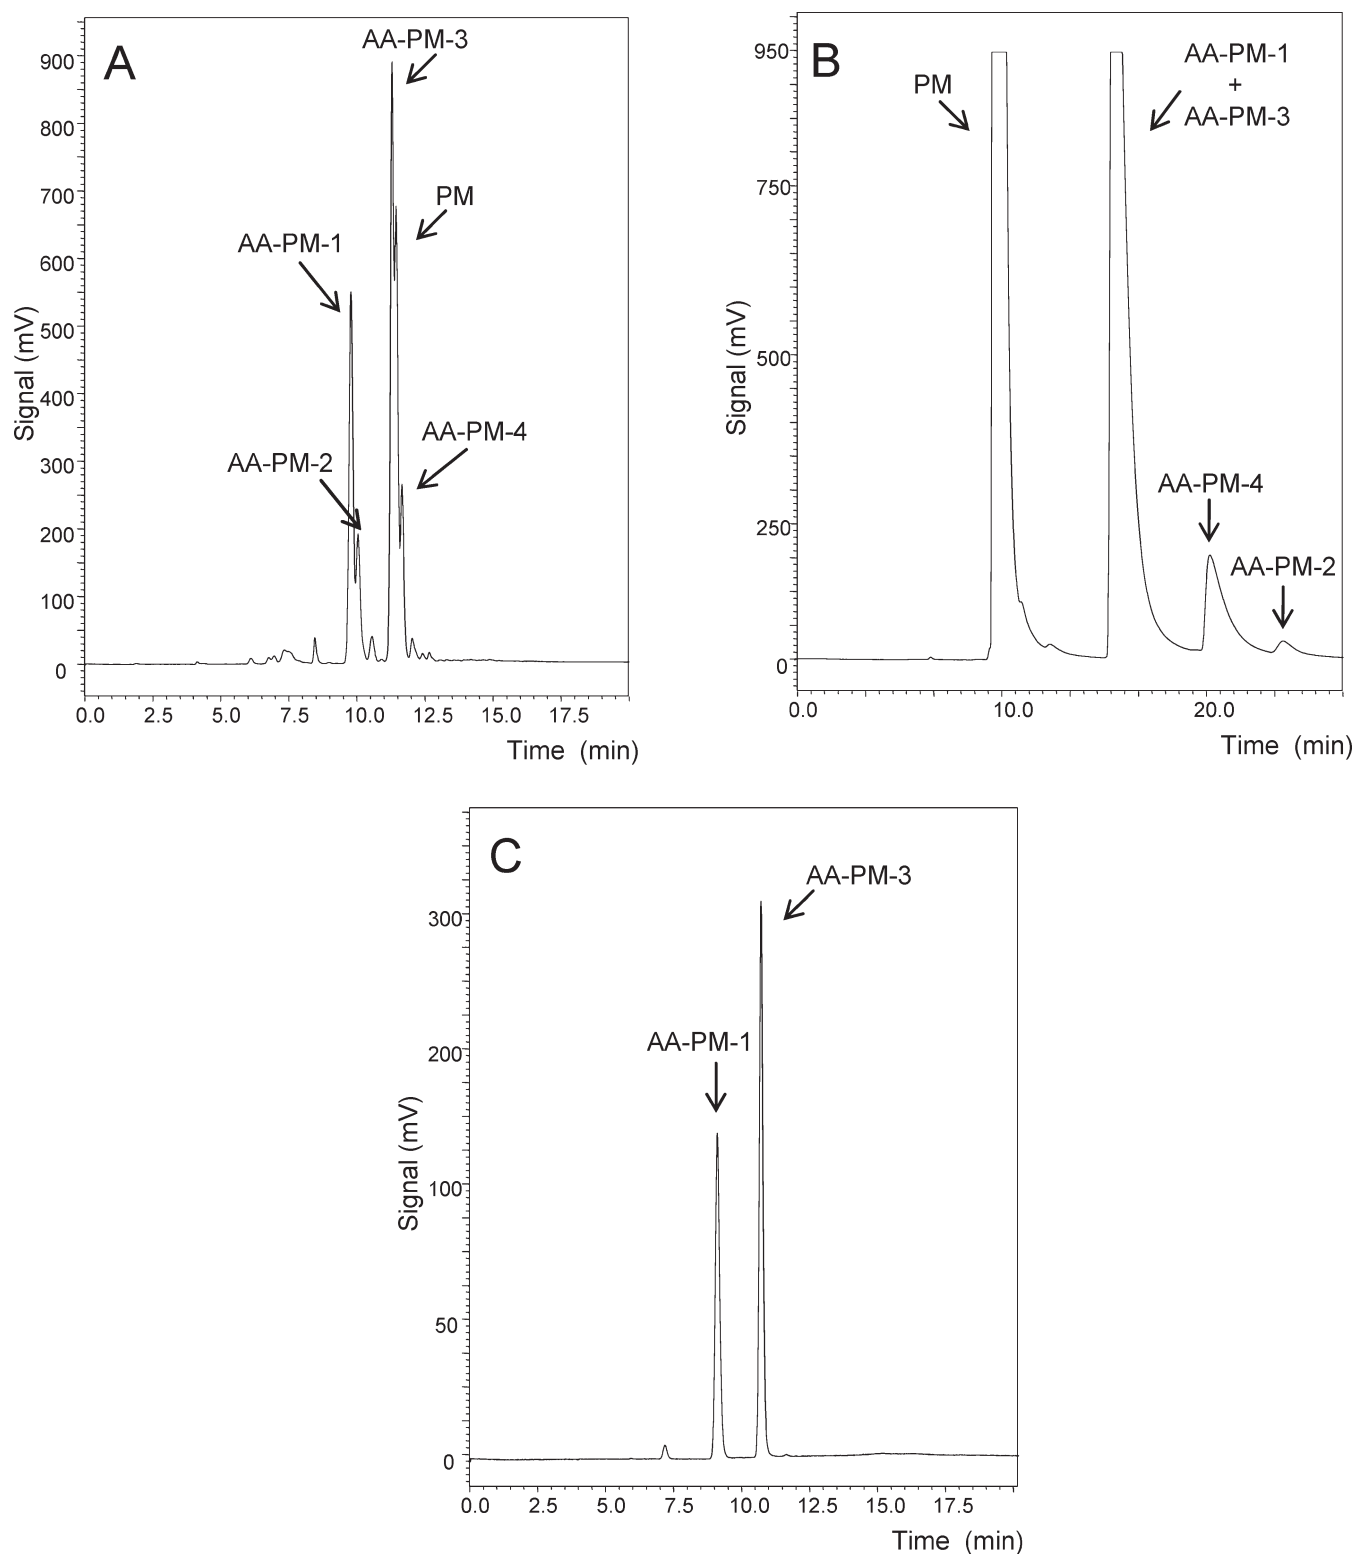 A
AA-PM-3
PM
AA-PM-1
AA-PM-4
AA-PM-2
900
800
700
600
500
400
300
200
100
0
Signal (mV)
0.0 2.5 5.0 7.5 10.0 12.5 15.0 17.5
Time (min)
B
PM
AA-PM-1
+
AA-PM-3
AA-PM-4
AA-PM-2
950
750
500
250
0
Signal (mV)
0.0 10.0 20.0
Time (min)
C
AA-PM-3
AA-PM-1
300
200
100
50
0
Signal (mV)
0.0 2.5 5.0 7.5 10.0 12.5 15.0 17.5
Time (min)